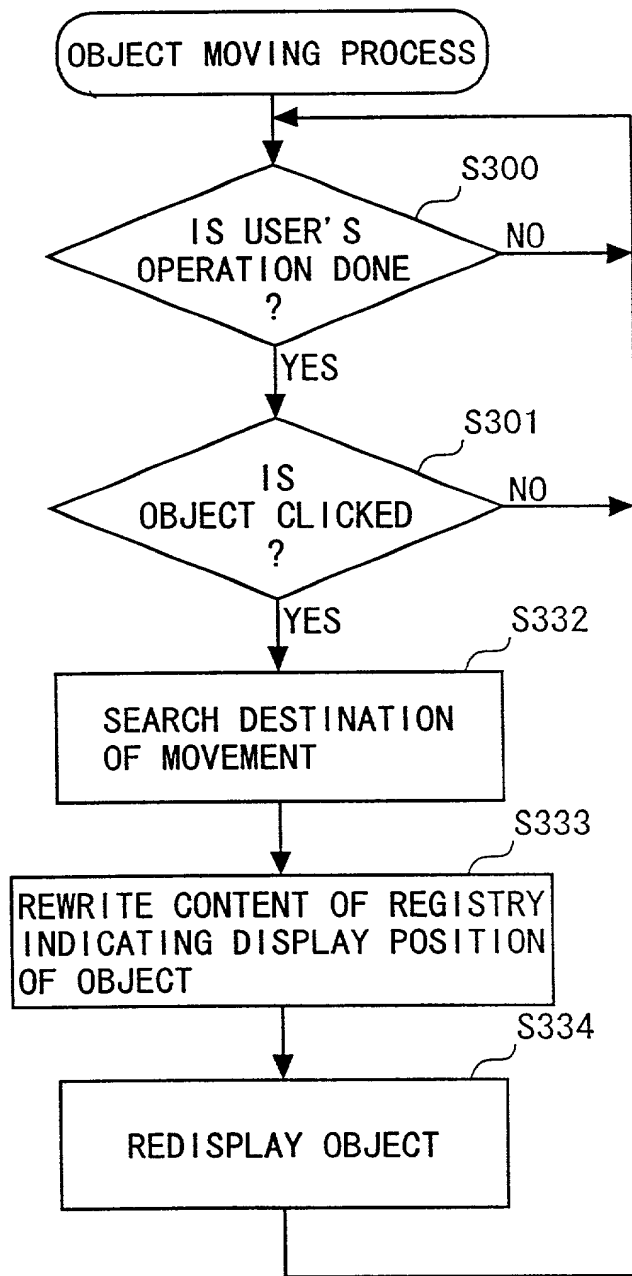 OBJECT MOVING PROCESS
S300
IS USER'S
OPERATION DONE
?
NO
YES
S301
IS
OBJECT CLICKED
?
NO
YES
S332
SEARCH DESTINATION
OF MOVEMENT
S333
REWRITE CONTENT OF REGISTRY
INDICATING DISPLAY POSITION
OF OBJECT
S334
REDISPLAY OBJECT